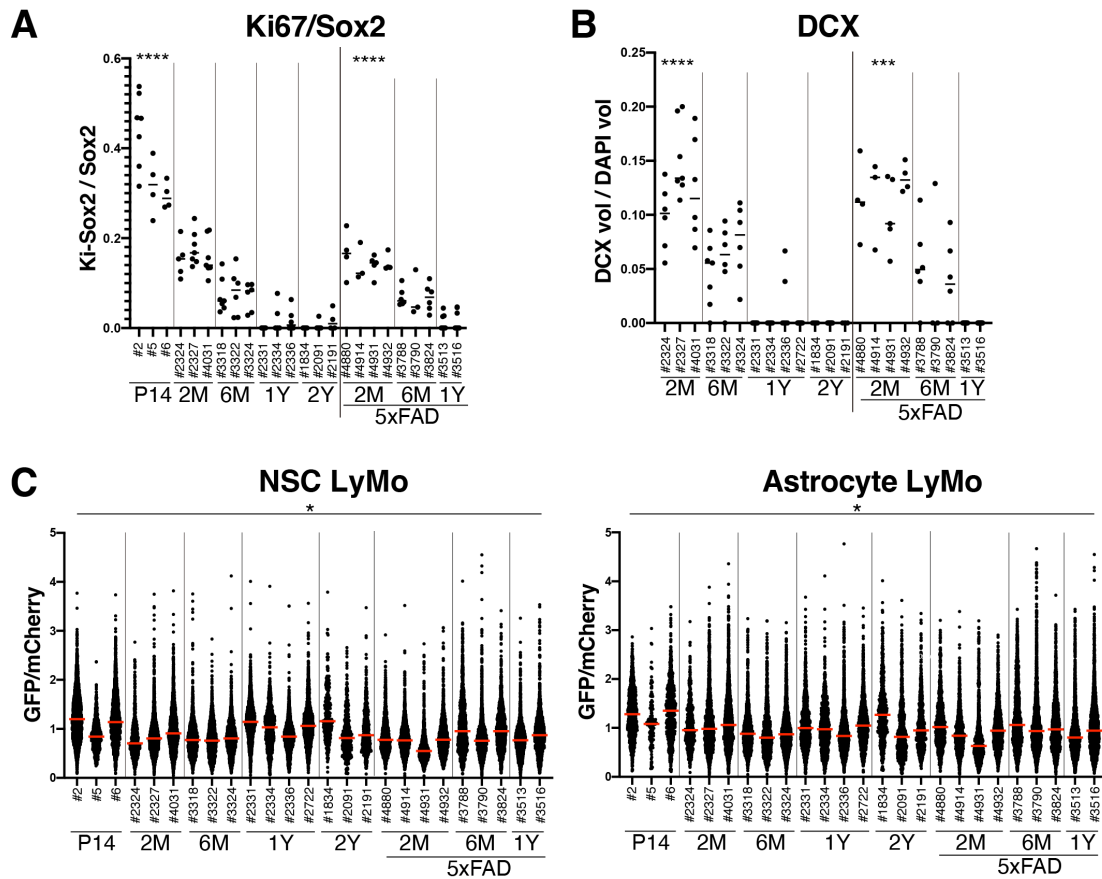 A
Ki67/Sox2
Ki-Sox2 / Sox2
0.6
0.4
0.2
0.0
****
****
#2 #5 #6 #2324 #2327 #4031 #3318 #3322 #3324 #2331 #2334 #2336 #1834 #2091 #2191 #4880 #4914 #4931 #4932 #3788 #3790 #3824 #3513 #3516
P14 2M 6M 1Y 2Y 2M 6M 1Y
5xFAD
B
DCX
DCX vol / DAPI vol
0.25
0.20
0.15
0.10
0.05
0.00
****
***
#2324 #2327 #4031 #3318 #3322 #3324 #2331 #2334 #2336 #2722 #1834 #2091 #2191 #4880 #4914 #4931 #4932 #3788 #3790 #3824 #3513 #3516
2M 6M 1Y 2Y 2M 6M 1Y
5xFAD
C
NSC LyMo
*
GFP/mCherry
5
4
3
2
1
0
#2 #5 #6 #2324 #2327 #4031 #3318 #3322 #3324 #2331 #2334 #2336 #2722 #1834 #2091 #2191 #4880 #4914 #4931 #4932 #3788 #3790 #3824 #3513 #3516
P14 2M 6M 1Y 2Y 2M 6M 1Y
5xFAD
Astrocyte LyMo
*
GFP/mCherry
5
4
3
2
1
0
#2 #5 #6 #2324 #2327 #4031 #3318 #3322 #3324 #2331 #2334 #2336 #2722 #1834 #2091 #2191 #4880 #4914 #4931 #4932 #3788 #3790 #3824 #3513 #3516
P14 2M 6M 1Y 2Y 2M 6M 1Y
5xFAD